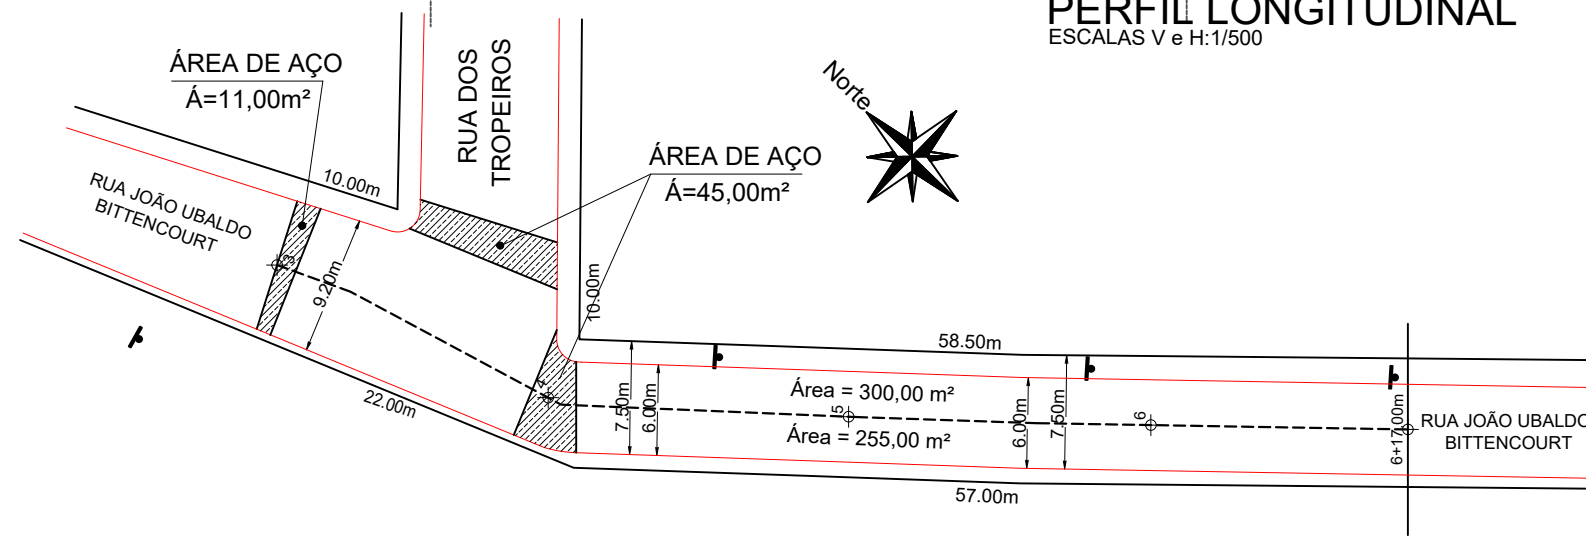 PERFIL LONGITUDINAL
ESCALAS V e H:1/500
ÁREA DE AÇO
Á=11,00m²
RUA DOS
TROPEIROS
Norte
ÁREA DE AÇO
Á=45,00m²
10.00m
RUA JOÃO UBALDO
BITTENCOURT
3
9.20m
10.00m
58.50m
4
22.00m
7.50m
6.00m
Área = 300,00 m²
5
Área = 255,00 m²
6.00m
7.50m
6
6+17,00m
RUA JOÃO UBALDO
BITTENCOURT
57.00m